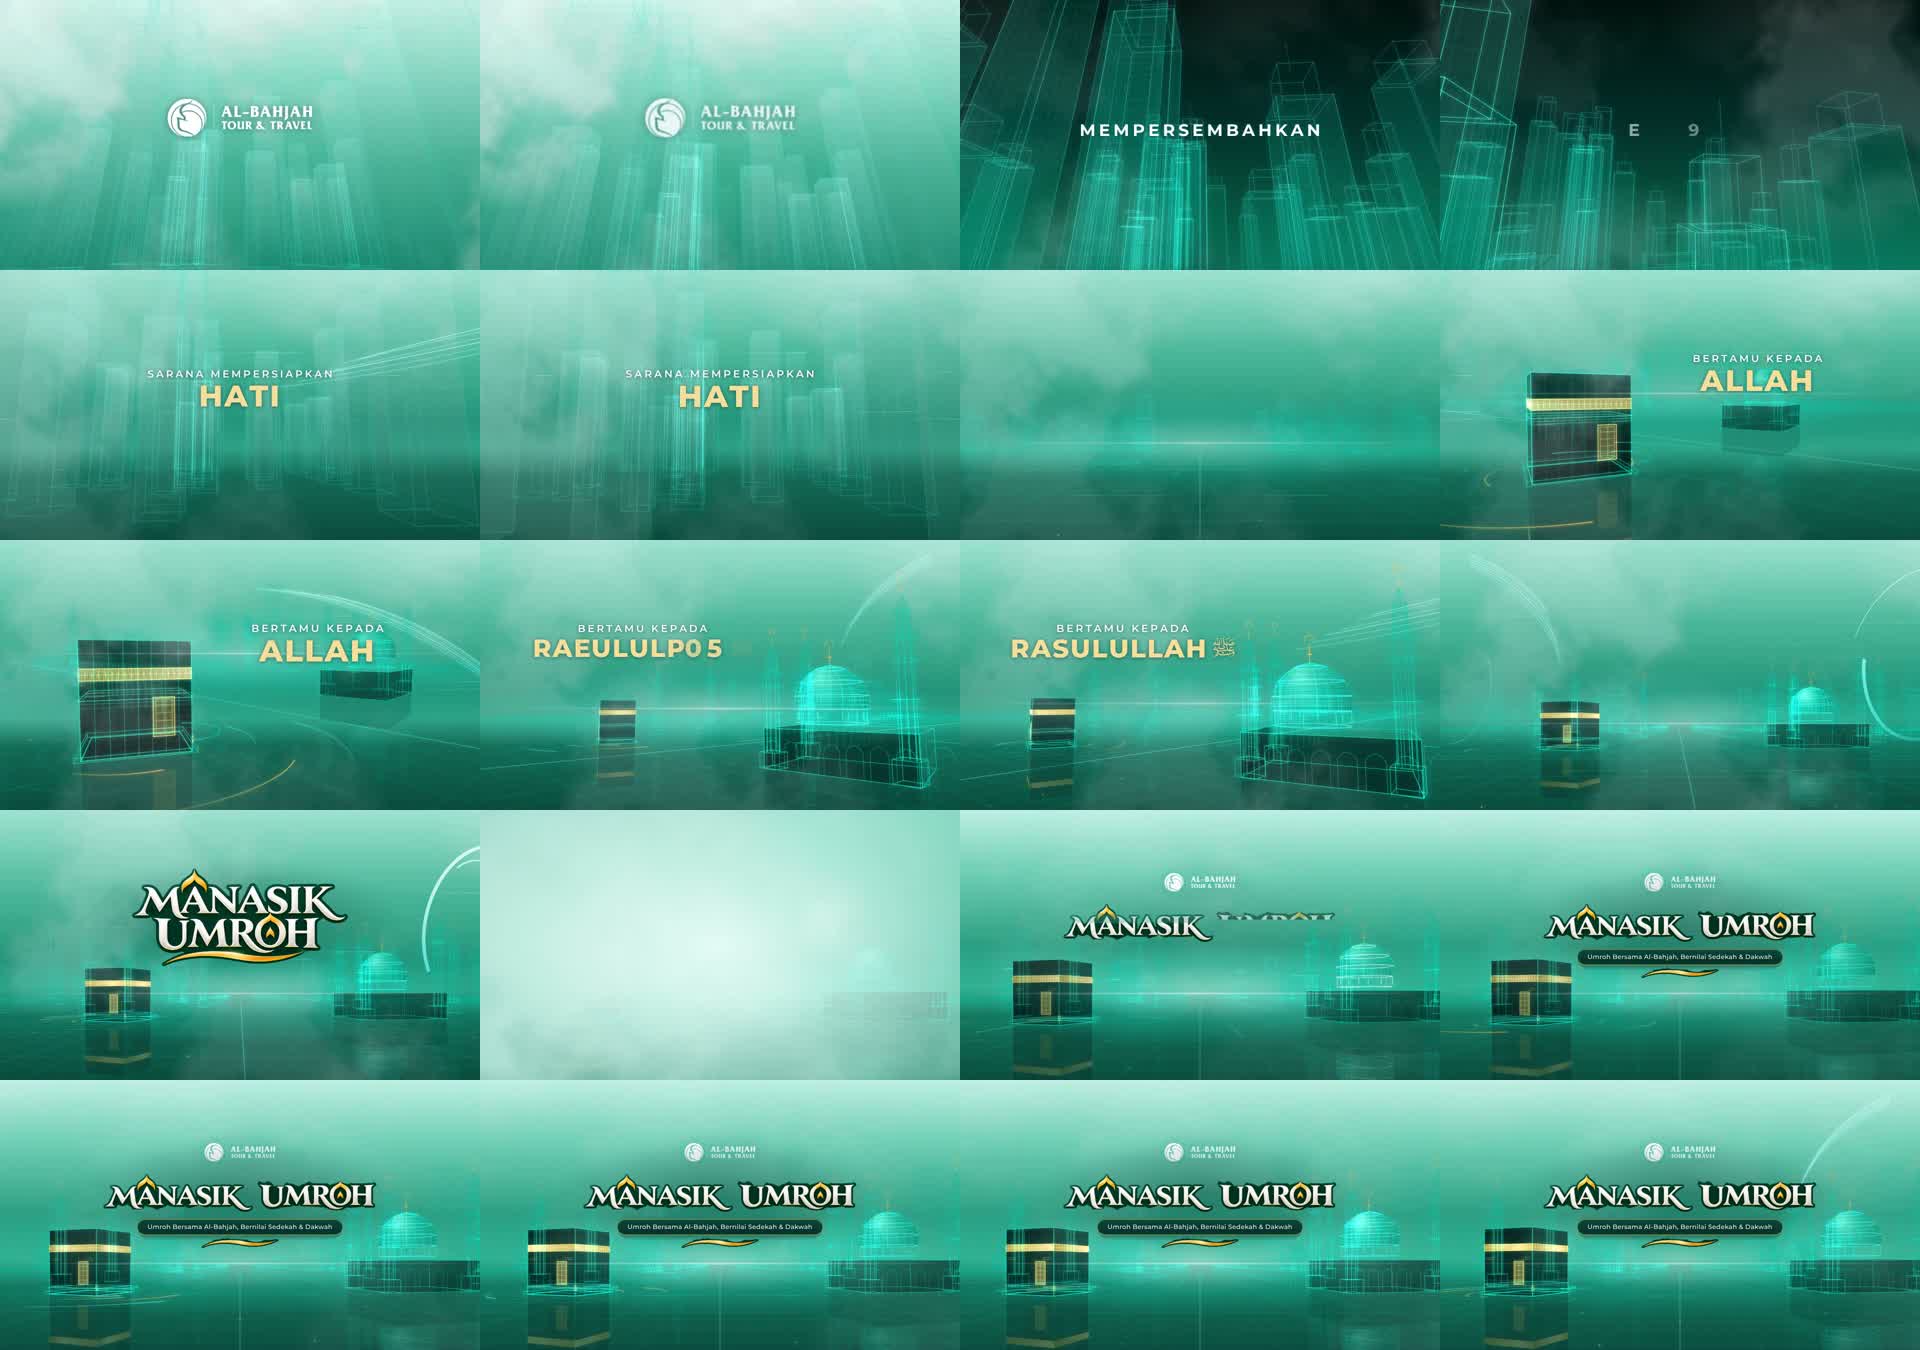 AL-BAHJAH
TOUR & TRAVEL
AL-BAHJAH
TOUR & TRAVEL
MEMPERSEMBAHKAN
E 9
SARANA MEMPERSIAPKAN
HATI
SARANA MEMPERSIAPKAN
HATI
BERTAMU KEPADA
ALLAH
BERTAMU KEPADA
ALLAH
BERTAMU KEPADA
RAEULULP0 5
BERTAMU KEPADA
RASULULLAH ﷺ
MANASIK
UMROH
AL-BAHJAH
TOUR & TRAVEL
MANASIK UMROH
AL-BAHJAH
TOUR & TRAVEL
MANASIK UMROH
Umroh Bersama Al-Bahjah, Bernilai Sedekah & Dakwah
AL-BAHJAH
TOUR & TRAVEL
MANASIK UMROH
Umroh Bersama Al-Bahjah, Bernilai Sedekah & Dakwah
AL-BAHJAH
TOUR & TRAVEL
MANASIK UMROH
Umroh Bersama Al-Bahjah, Bernilai Sedekah & Dakwah
AL-BAHJAH
TOUR & TRAVEL
MANASIK UMROH
Umroh Bersama Al-Bahjah, Bernilai Sedekah & Dakwah
AL-BAHJAH
TOUR & TRAVEL
MANASIK UMROH
Umroh Bersama Al-Bahjah, Bernilai Sedekah & Dakwah